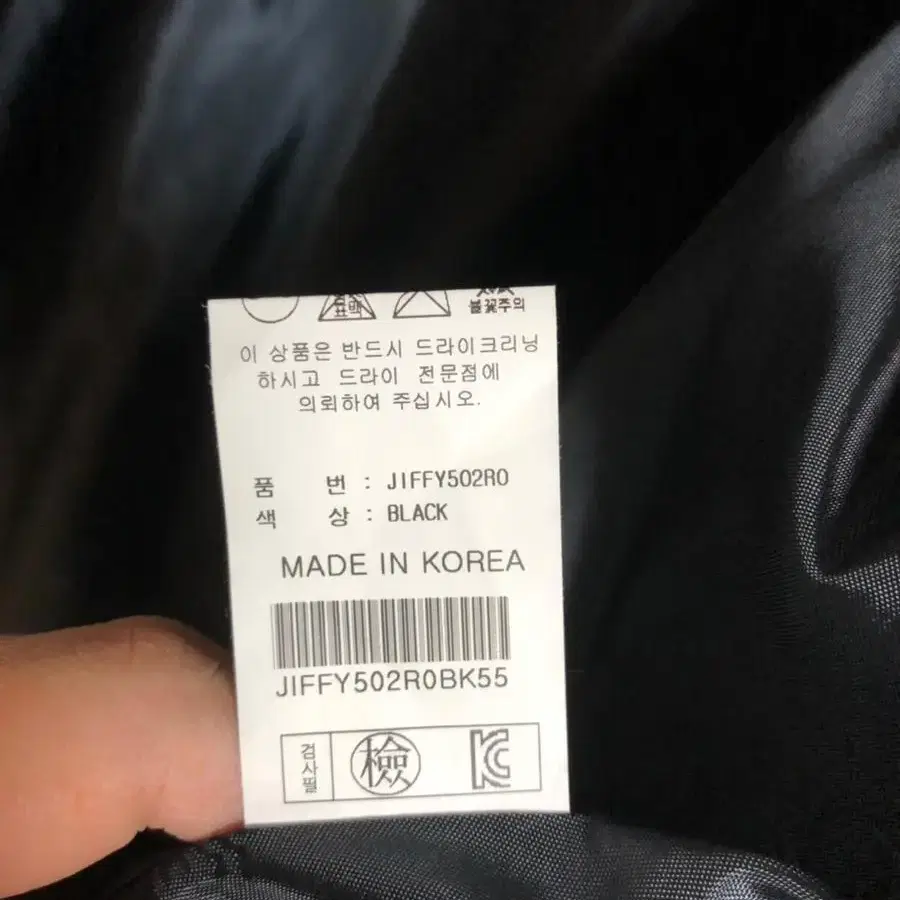 표백
불꽃주의
이 상품은 반드시 드라이크리닝
하시고 드라이 전문점에
의뢰하여 주십시오.
품 번 : JIFFY502R0
색 상 : BLACK
MADE IN KOREA
JIFFY502R0BK55
검사필 檢 KC